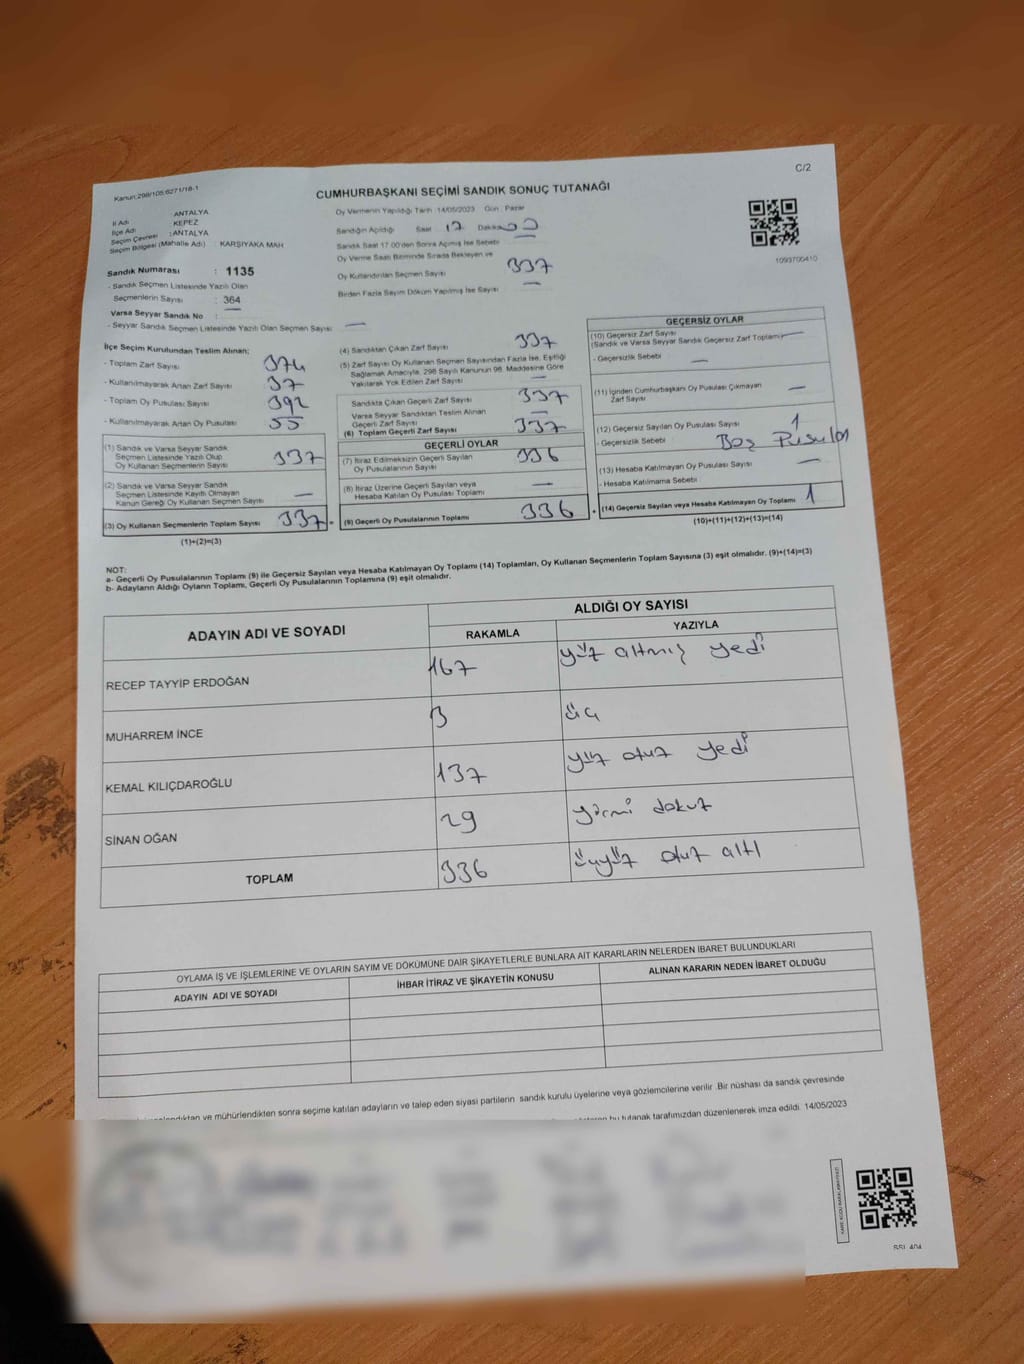 C/2
Kanun:298/105;6271/18-1
CUMHURBAŞKANI SEÇİMİ SANDIK SONUÇ TUTANAĞI
İl Adı : ANTALYA
İlçe Adı : KEPEZ
Seçim Çevresi : ANTALYA
Seçim Bölgesi (Mahalle Adı) : KARŞIYAKA MAH
Sandık Numarası : 1135
- Sandık Seçmen Listesinde Yazılı Olan
Seçmenlerin Sayısı : 364
Varsa Seyyar Sandık No : —
- Seyyar Sandık Seçmen Listesinde Yazılı Olan Seçmen Sayısı : —
Oy Vermenin Yapıldığı Tarih :14/05/2023 Gün : Pazar
Sandığın Açıldığı Saat 17 Dakika
Sandık Saat 17.00'den Sonra Açılmış İse Sebebi —
Oy Verme Saati Bitiminde Sırada Bekleyen ve
Oy Kullandırılan Seçmen Sayısı 337
Birden Fazla Sayım Döküm Yapılmış İse Sayısı —
1093700410
İlçe Seçim Kurulundan Teslim Alınan;
- Toplam Zarf Sayısı 374
- Kullanılmayarak Artan Zarf Sayısı 37
- Toplam Oy Pusulası Sayısı 392
- Kullanılmayarak Artan Oy Pusulası 55
(1) Sandık ve Varsa Seyyar Sandık
Seçmen Listesinde Yazılı Olup
Oy Kullanan Seçmenlerin Sayısı 337
(2) Sandık ve Varsa Seyyar Sandık
Seçmen Listesinde Kayıtlı Olmayan
Kanun Gereği Oy Kullanan Seçmen Sayısı —
(3) Oy Kullanan Seçmenlerin Toplam Sayısı 337
(1)+(2)=(3)
(4) Sandıktan Çıkan Zarf Sayısı 337
(5) Zarf Sayısı Oy Kullanan Seçmen Sayısından Fazla İse, Eşitliği
Sağlamak Amacıyla, 298 Sayılı Kanunun 98. Maddesine Göre
Yakılarak Yok Edilen Zarf Sayısı —
Sandıkta Çıkan Geçerli Zarf Sayısı 337
Varsa Seyyar Sandıktan Teslim Alınan
Geçerli Zarf Sayısı —
(6) Toplam Geçerli Zarf Sayısı 337
GEÇERLİ OYLAR
(7) İtiraz Edilmeksizin Geçerli Sayılan
Oy Pusulasının Sayısı 336
(8) İtiraz Üzerine Geçerli Sayılan veya
Hesaba Katılan Oy Pusulası Toplamı —
(9) Geçerli Oy Pusulalarının Toplamı 336
GEÇERSİZ OYLAR
(10) Geçersiz Zarf Sayısı
(Sandık ve Varsa Seyyar Sandık Geçersiz Zarf Toplamı) —
- Geçersizlik Sebebi —
(11) İçinden Cumhurbaşkanı Oy Pusulası Çıkmayan
Zarf Sayısı —
(12) Geçersiz Sayılan Oy Pusulası Sayısı 1
- Geçersizlik Sebebi Boş Pusula
(13) Hesaba Katılmayan Oy Pusulası Sayısı —
- Hesaba Katılmama Sebebi
(14) Geçersiz Sayılan veya Hesaba Katılmayan Oy Toplamı 1
(10)+(11)+(12)+(13)=(14)
NOT:
a- Geçerli Oy Pusulalarının Toplamı (9) ile Geçersiz Sayılan veya Hesaba Katılmayan Oy Toplamı (14) Toplamları, Oy Kullanan Seçmenlerin Toplam Sayısına (3) eşit olmalıdır. (9)+(14)=(3)
b- Adayların Aldığı Oyların Toplamı, Geçerli Oy Pusulalarının Toplamına (9) eşit olmalıdır.
ADAYIN ADI VE SOYADI
ALDIĞI OY SAYISI
RAKAMLA YAZIYLA
RECEP TAYYİP ERDOĞAN 167 yüz altmış yedi
MUHARREM İNCE 3 üç
KEMAL KILIÇDAROĞLU 137 yüz otuz yedi
SİNAN OĞAN 29 yirmi dokuz
TOPLAM 336 üçyüz otuz altı
OYLAMA İŞ VE İŞLEMLERİNE VE OYLARIN SAYIM VE DÖKÜMÜNE DAİR ŞİKAYETLERLE BUNLARA AİT KARARLARIN NELERDEN İBARET BULUNDUKLARI
ADAYIN ADI VE SOYADI İHBAR İTİRAZ VE ŞİKAYETİN KONUSU ALINAN KARARIN NEDEN İBARET OLDUĞU
ve mühürlendikten sonra seçime katılan adayların ve talep eden siyasi partilerin sandık kurulu üyelerine veya gözlemcilerine verilir .Bir nüshası da sandık çevresinde
bu tutanak tarafımızdan düzenlenerek imza edildi. 14/05/2023